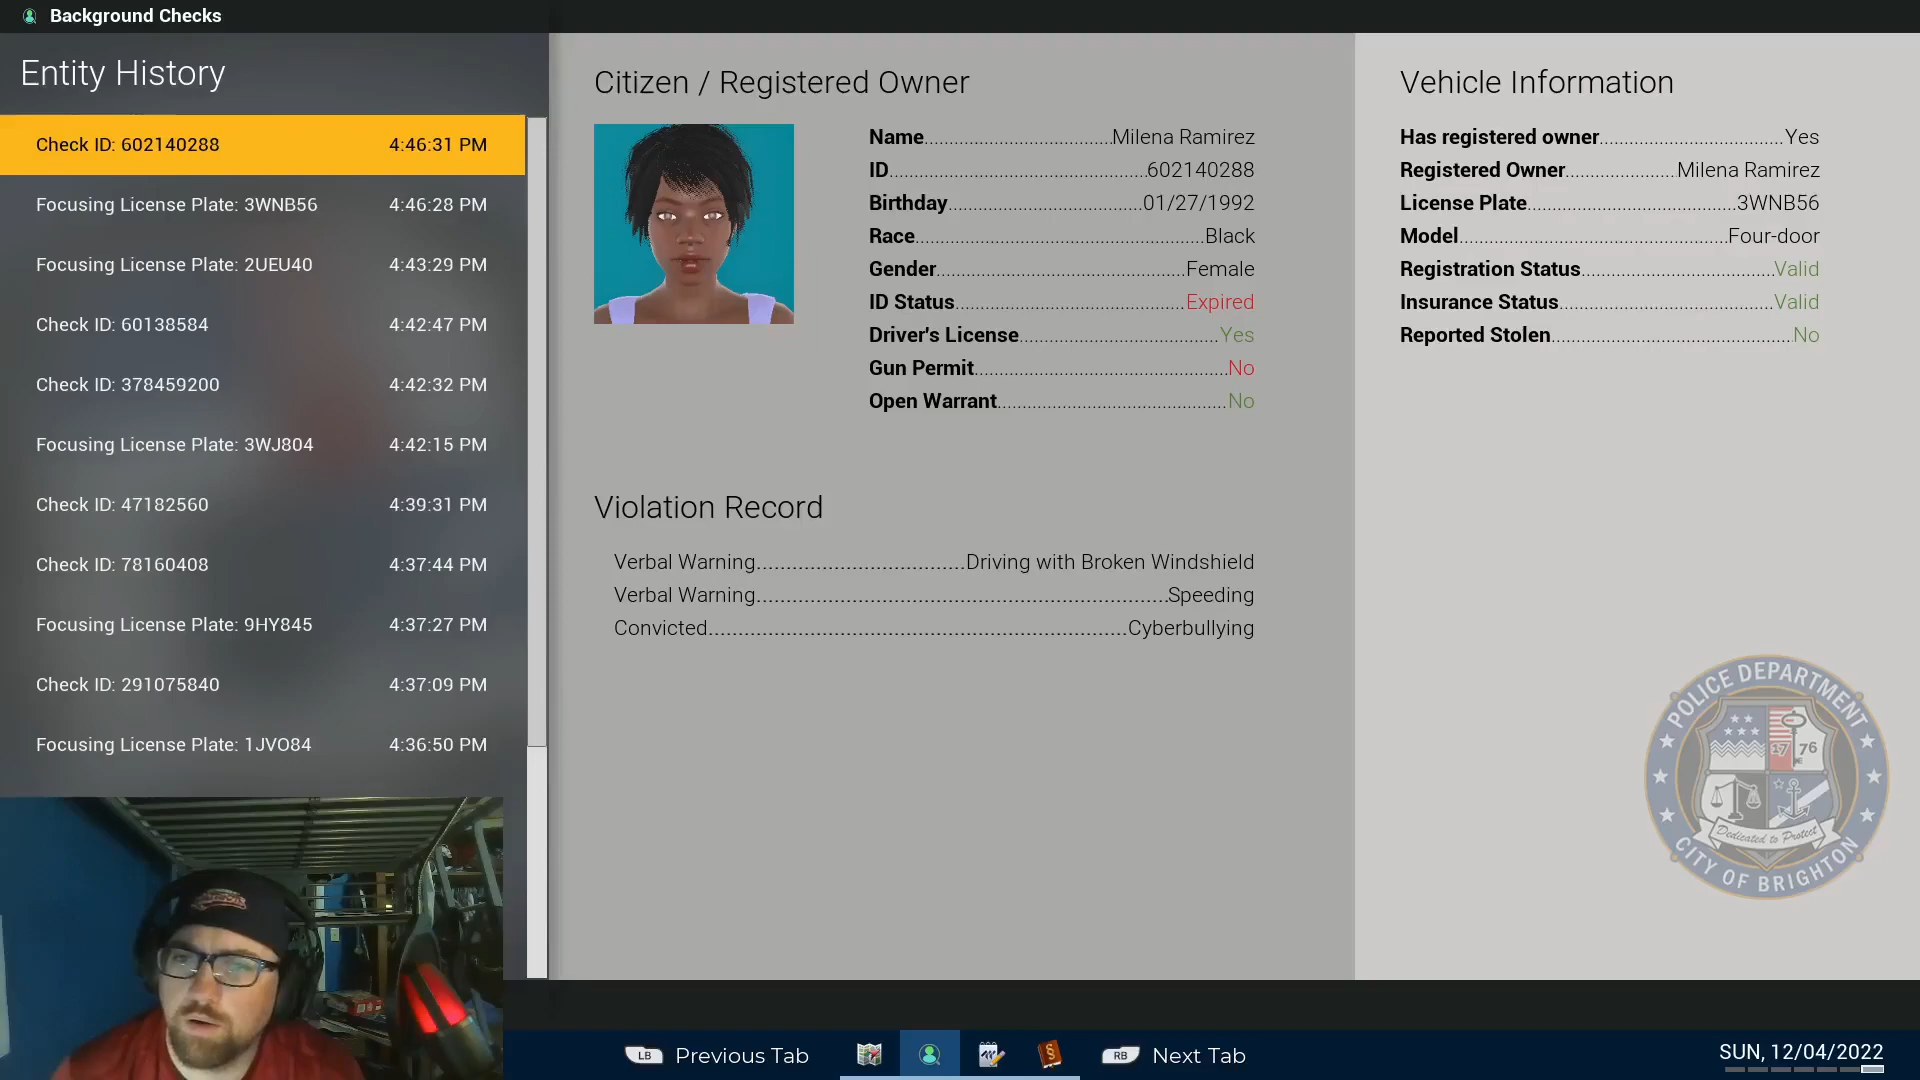 Background Checks
Entity History
Check ID: 602140288 4:46:31 PM
Focusing License Plate: 3WNB56 4:46:28 PM
Focusing License Plate: 2UEU40 4:43:29 PM
Check ID: 60138584 4:42:47 PM
Check ID: 378459200 4:42:32 PM
Focusing License Plate: 3WJ804 4:42:15 PM
Check ID: 47182560 4:39:31 PM
Check ID: 78160408 4:37:44 PM
Focusing License Plate: 9HY845 4:37:27 PM
Check ID: 291075840 4:37:09 PM
Focusing License Plate: 1JVO84 4:36:50 PM
Citizen / Registered Owner
Name Milena Ramirez
ID 602140288
Birthday 01/27/1992
Race Black
Gender Female
ID Status Expired
Driver's License Yes
Gun Permit No
Open Warrant No
Violation Record
Verbal Warning Driving with Broken Windshield
Verbal Warning Speeding
Convicted Cyberbullying
Vehicle Information
Has registered owner Yes
Registered Owner Milena Ramirez
License Plate 3WNB56
Model Four-door
Registration Status Valid
Insurance Status Valid
Reported Stolen No
POLICE DEPARTMENT
17 76
Dedicated to Protect
CITY OF BRIGHTON
LB Previous Tab
RB Next Tab
SUN, 12/04/2022